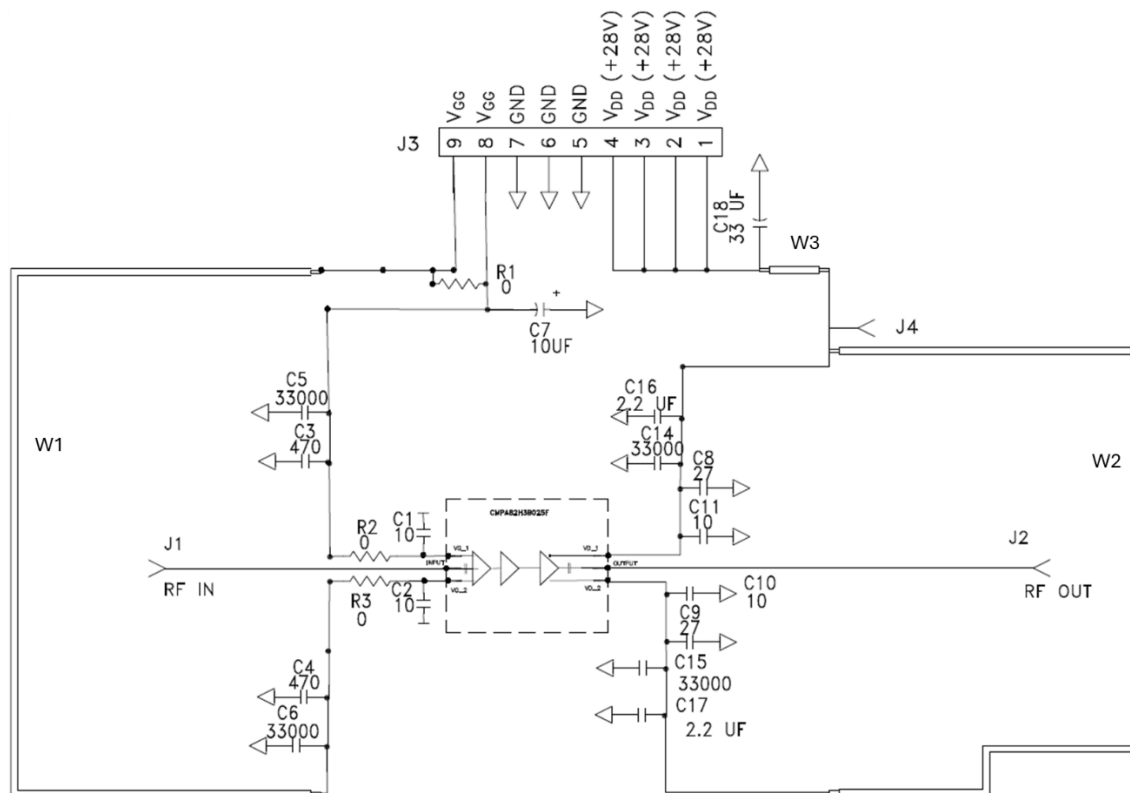 VGG
VGG
GND
GND
GND
VDD (+28V)
VDD (+28V)
VDD (+28V)
VDD (+28V)
J3
9
8
7
6
5
4
3
2
1
C18
33 UF
W3
R1
0
+
C7
10UF
J4
C5
33000
C3
470
C16
2.2 UF
C14
33000
C8
27
C11
10
W1
W2
CMPA82H38025F
C1
10
R2
0
J1
RF IN
INPUT
OUTPUT
J2
RF OUT
R3
0
C2
10
C10
10
C9
27
C15
33000
C17
2.2 UF
C4
470
C6
33000